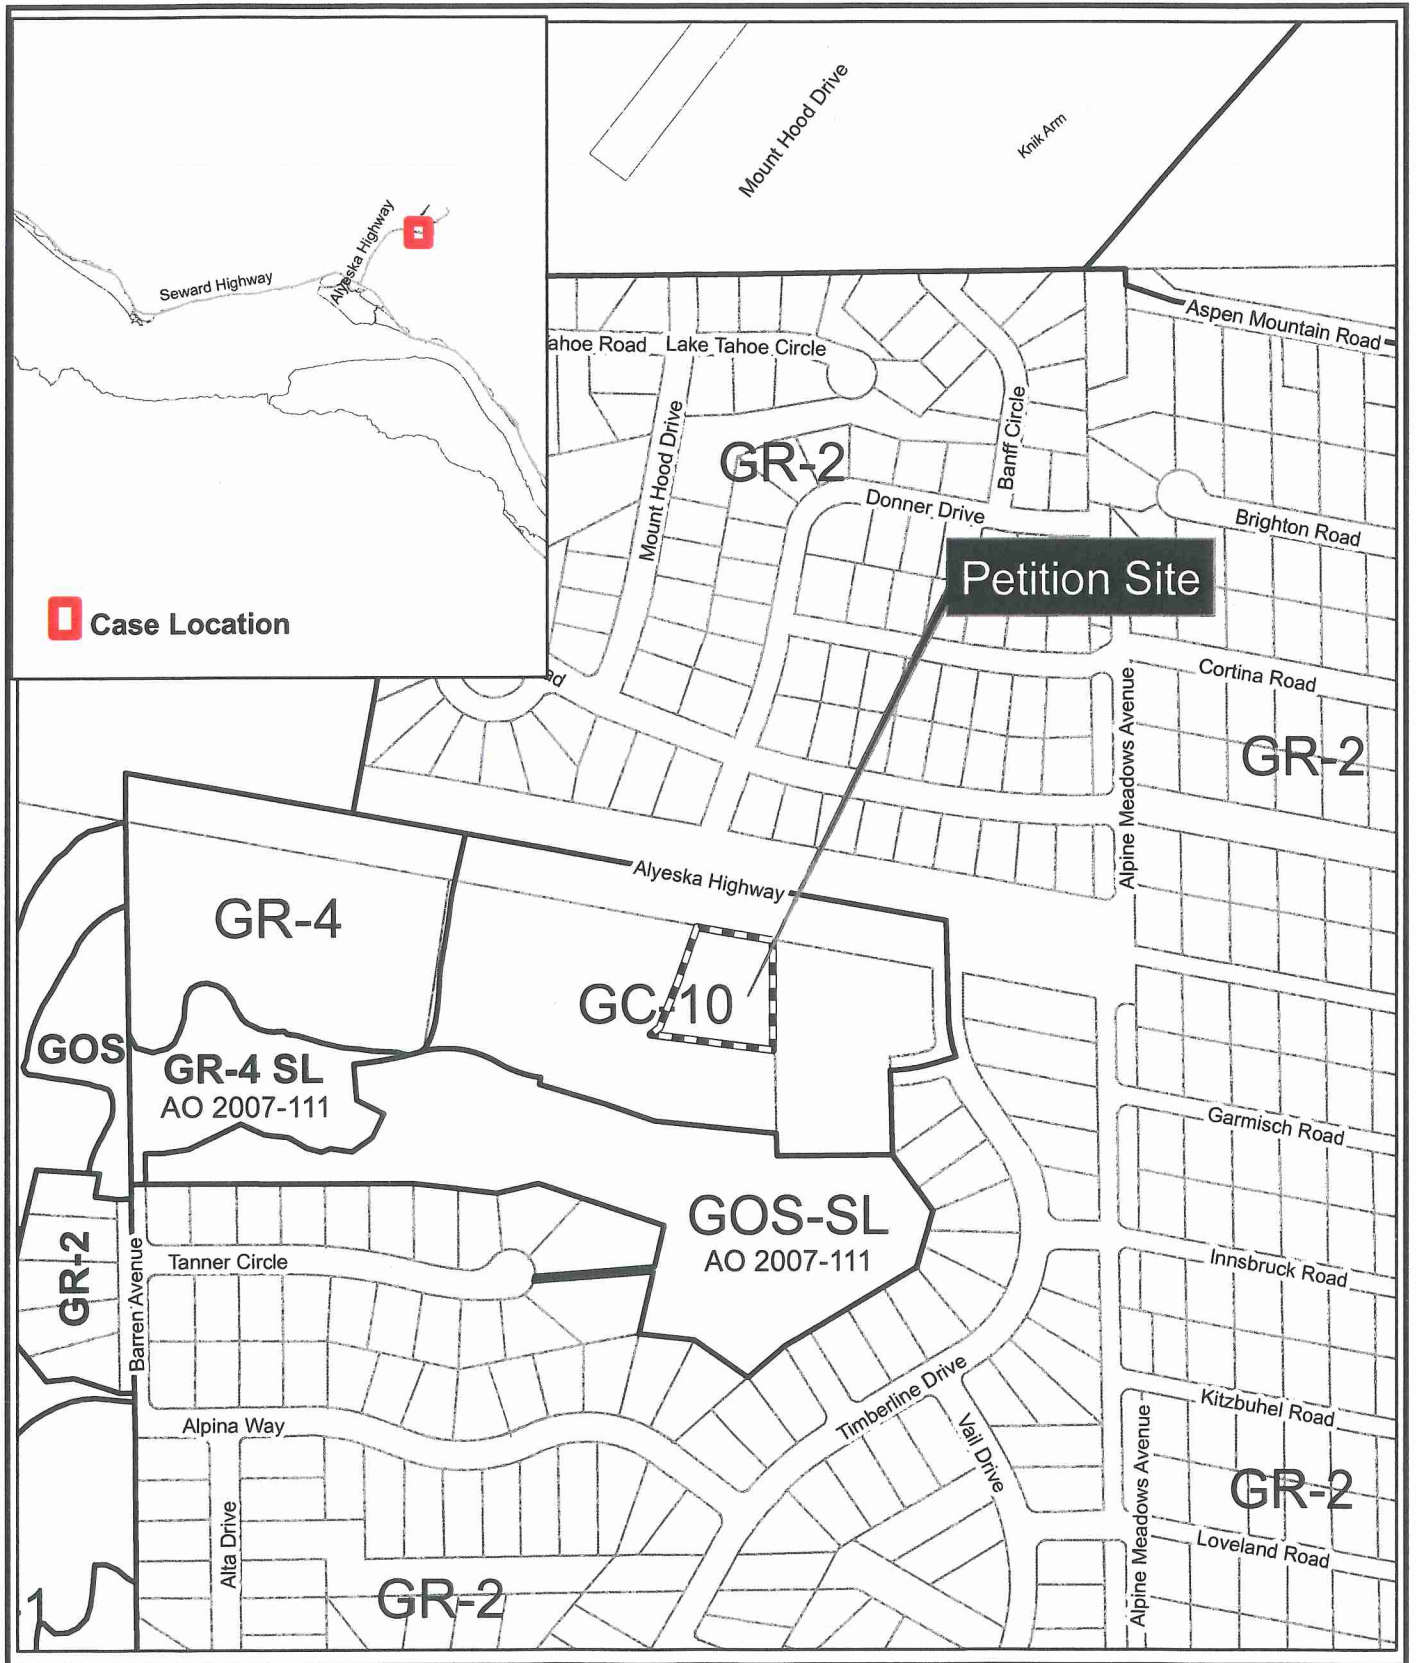 Mount Hood Drive
Knik Arm
Alyeska Highway
Seward Highway
Alyeska Highway
Case Location
Aspen Mountain Road
ahoe Road
Lake Tahoe Circle
Banff Circle
Mount Hood Drive
GR-2
Donner Drive
Brighton Road
Petition Site
Cortina Road
ad
Alpine Meadows Avenue
GR-2
Alyeska Highway
GR-4
GC-10
GOS
GR-4 SL
AO 2007-111
Garmisch Road
GOS-SL
AO 2007-111
GR-2
Barren Avenue
Tanner Circle
Innsbruck Road
Timberline Drive
Kitzbuhel Road
Alpina Way
Vail Drive
Alpine Meadows Avenue
GR-2
Alta Drive
Loveland Road
GR-2
1